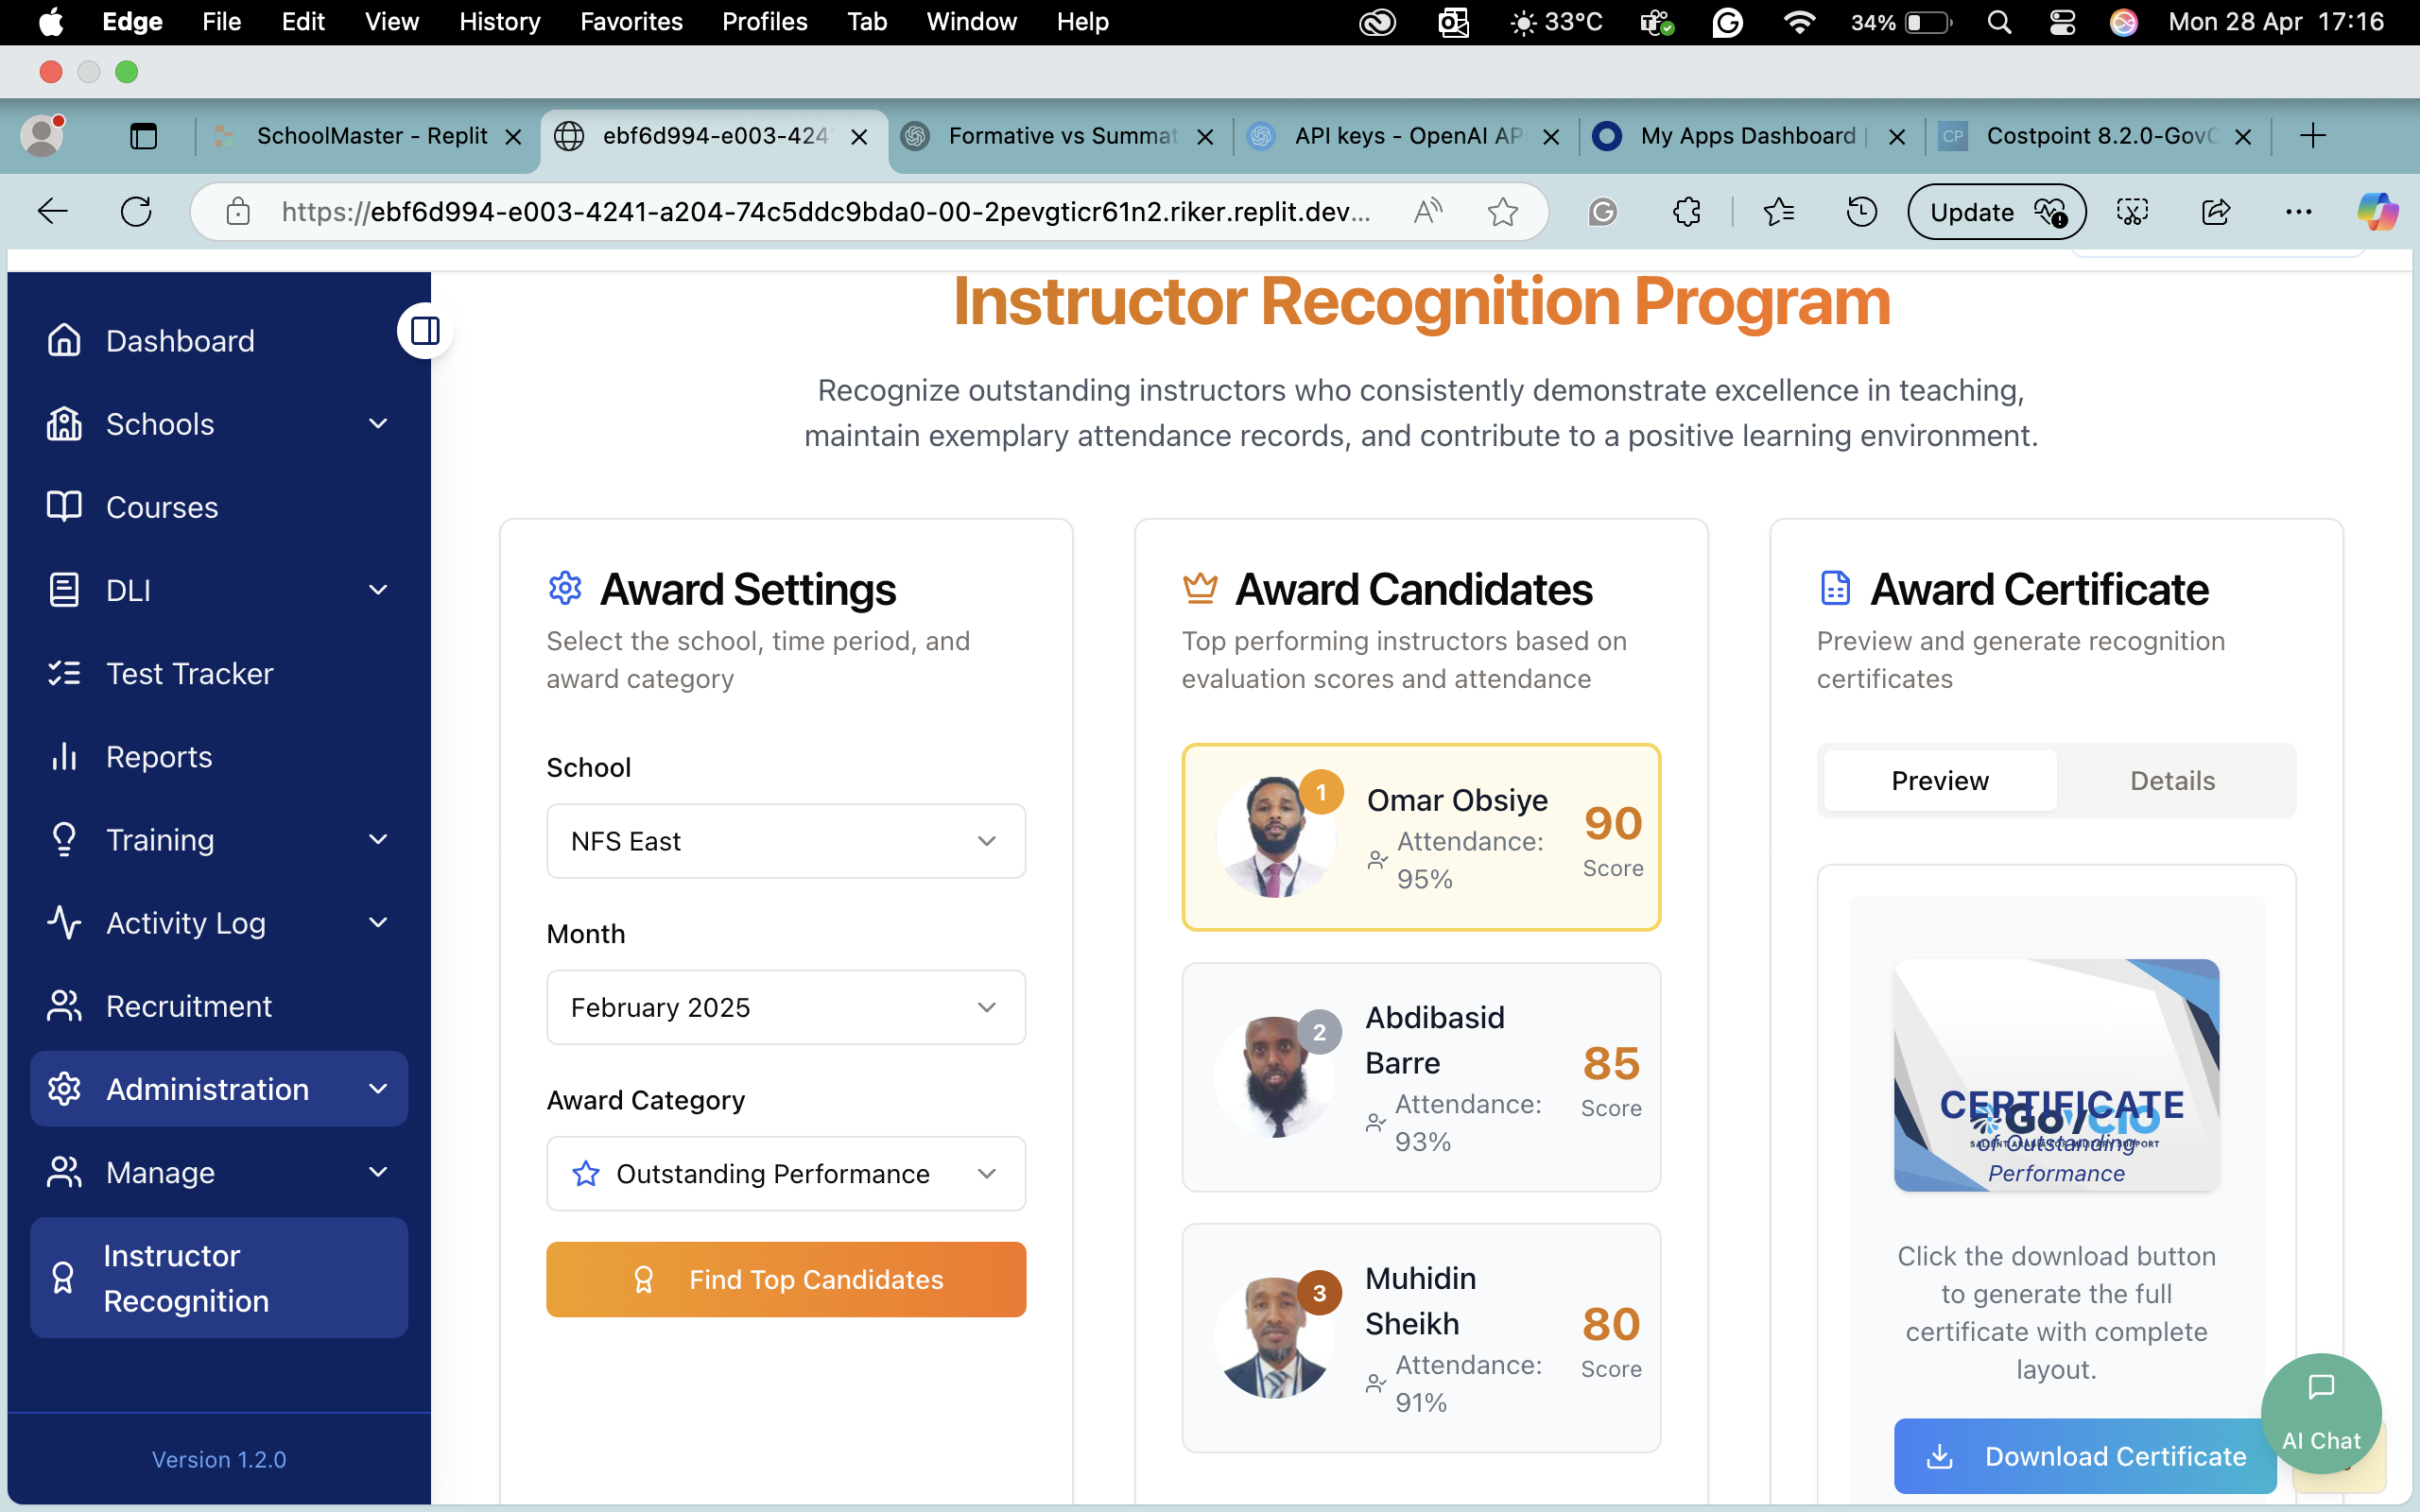 Edge File Edit View History Favorites Profiles Tab Window Help 33°C 34% Mon 28 Apr 17:16
SchoolMaster - Replit ebf6d994-e003-424 Formative vs Summat API keys - OpenAI AP My Apps Dashboard Costpoint 8.2.0-GovC
https://ebf6d994-e003-4241-a204-74c5ddc9bda0-00-2pevgticr61n2.riker.replit.dev... Update
Dashboard
Schools
Courses
DLI
Test Tracker
Reports
Training
Activity Log
Recruitment
Administration
Manage
Instructor
Recognition
Version 1.2.0
Instructor Recognition Program
Recognize outstanding instructors who consistently demonstrate excellence in teaching,
maintain exemplary attendance records, and contribute to a positive learning environment.
Award Settings
Select the school, time period, and
award category
School
NFS East
Month
February 2025
Award Category
Outstanding Performance
Find Top Candidates
Award Candidates
Top performing instructors based on
evaluation scores and attendance
1
Omar Obsiye
Attendance:
95%
90
Score
2
Abdibasid
Barre
Attendance:
93%
85
Score
3
Muhidin
Sheikh
Attendance:
91%
80
Score
Award Certificate
Preview and generate recognition
certificates
Preview Details
CERTIFICATE
GovCIO
of Outstanding
Performance
Click the download button
to generate the full
certificate with complete
layout.
Download Certificate
AI Chat